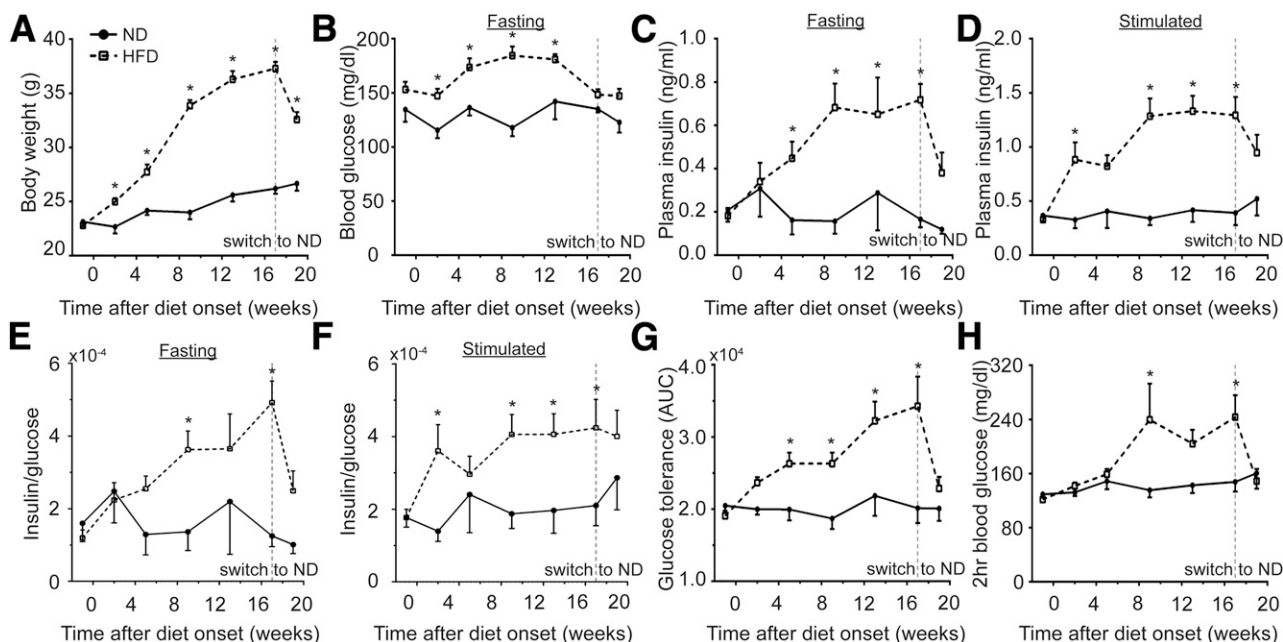 A
ND
HFD
Body weight (g)
40
35
30
25
20
* * * * * *
switch to ND
0 4 8 12 16 20
Time after diet onset (weeks)
B
Fasting
Blood glucose (mg/dl)
200
150
100
50
0
* * * *
switch to ND
0 4 8 12 16 20
Time after diet onset (weeks)
C
Fasting
Plasma insulin (ng/ml)
1.0
0.8
0.6
0.4
0.2
0
* * * *
switch to ND
0 4 8 12 16 20
Time after diet onset (weeks)
D
Stimulated
Plasma insulin (ng/ml)
2.0
1.5
1.0
0.5
0.0
* * * *
switch to ND
0 4 8 12 16 20
Time after diet onset (weeks)
E
x10-4
Fasting
Insulin/glucose
6
4
2
0
* *
switch to ND
0 4 8 12 16 20
Time after diet onset (weeks)
F
x10-4
Stimulated
Insulin/glucose
6
4
2
0
* * * *
switch to ND
0 4 8 12 16 20
Time after diet onset (weeks)
G
x10⁴
Glucose tolerance (AUC)
4.0
3.0
2.0
1.0
* * * *
switch to ND
0 4 8 12 16 20
Time after diet onset (weeks)
H
2hr blood glucose (mg/dl)
320
240
160
80
0
* *
switch to ND
0 4 8 12 16 20
Time after diet onset (weeks)